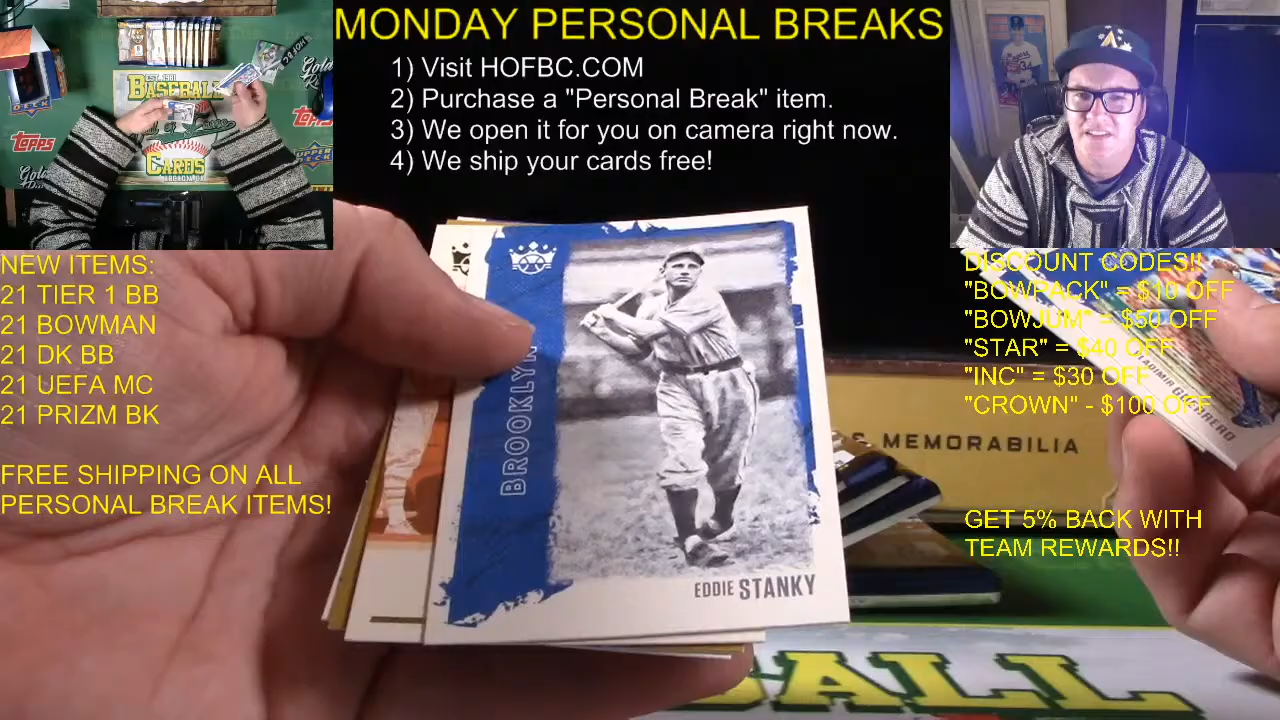 MONDAY PERSONAL BREAKS
1) Visit HOFBC.COM
2) Purchase a "Personal Break" item.
3) We open it for you on camera right now.
4) We ship your cards free!
NEW ITEMS:
21 TIER 1 BB
21 BOWMAN
21 DK BB
21 UEFA MC
21 PRIZM BK
FREE SHIPPING ON ALL
PERSONAL BREAK ITEMS!
DISCOUNT CODES!!
"BOWPACK" = $10 OFF
"BOWJUM" = $50 OFF
"STAR" = $40 OFF
"INC" = $30 OFF
"CROWN" - $100 OFF
GET 5% BACK WITH
TEAM REWARDS!!
BROOKLYN
EDDIE STANKY
MEMORABILIA
BASEBALL
CARDS
TOPPS
UPPER
DECK